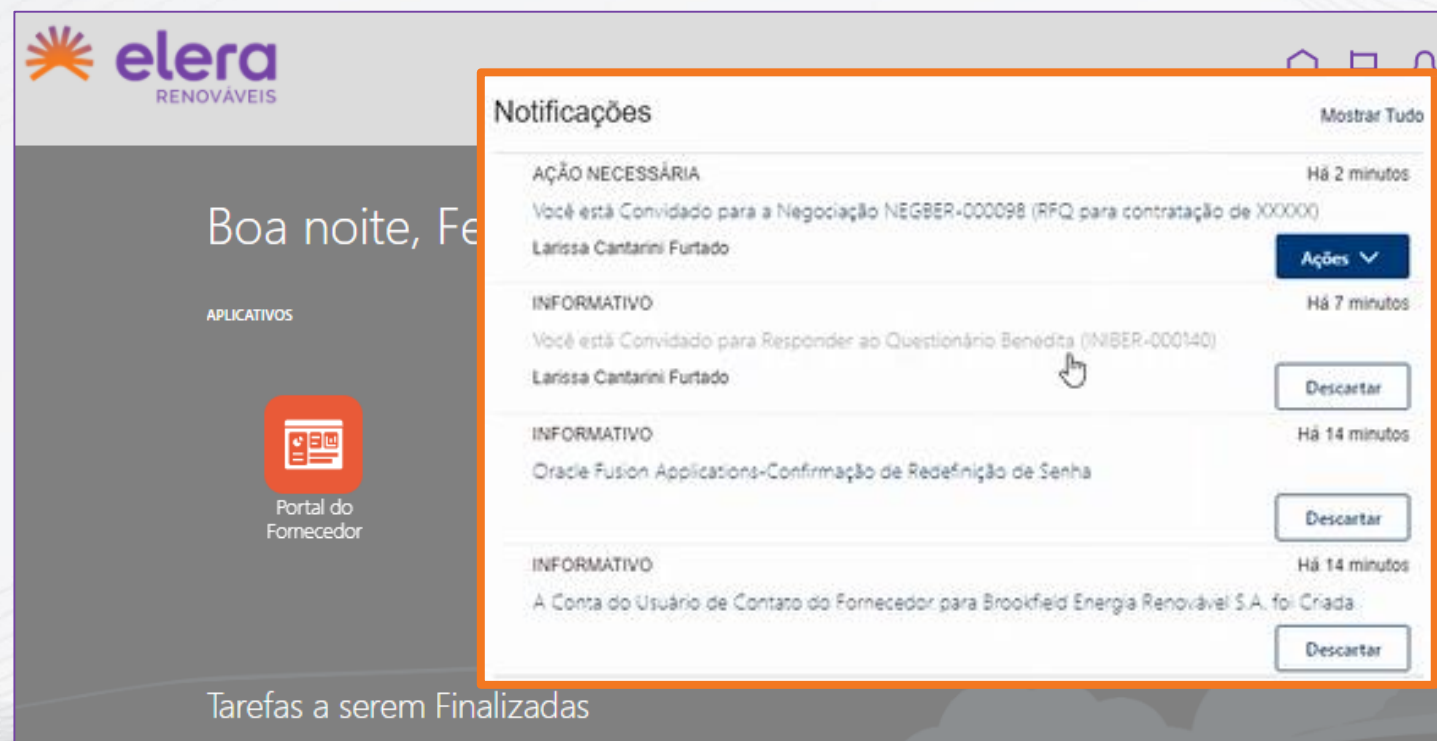 elera
RENOVÁVEIS
Boa noite, Fe
APLICATIVOS
Portal do
Fornecedor
Tarefas a serem Finalizadas
Notificações
Mostrar Tudo
AÇÃO NECESSÁRIA
Há 2 minutos
Você está Convidado para a Negociação NEGBER-000098 (RFQ para contratação de XXXXX)
Larissa Cantarini Furtado
Ações
INFORMATIVO
Há 7 minutos
Você está Convidado para Responder ao Questionário Benedita (INIBER-000140)
Larissa Cantarini Furtado
Descartar
INFORMATIVO
Há 14 minutos
Oracle Fusion Applications-Confirmação de Redefinição de Senha
Descartar
INFORMATIVO
Há 14 minutos
A Conta do Usuário de Contato do Fornecedor para Brookfield Energia Renovável S.A. foi Criada
Descartar